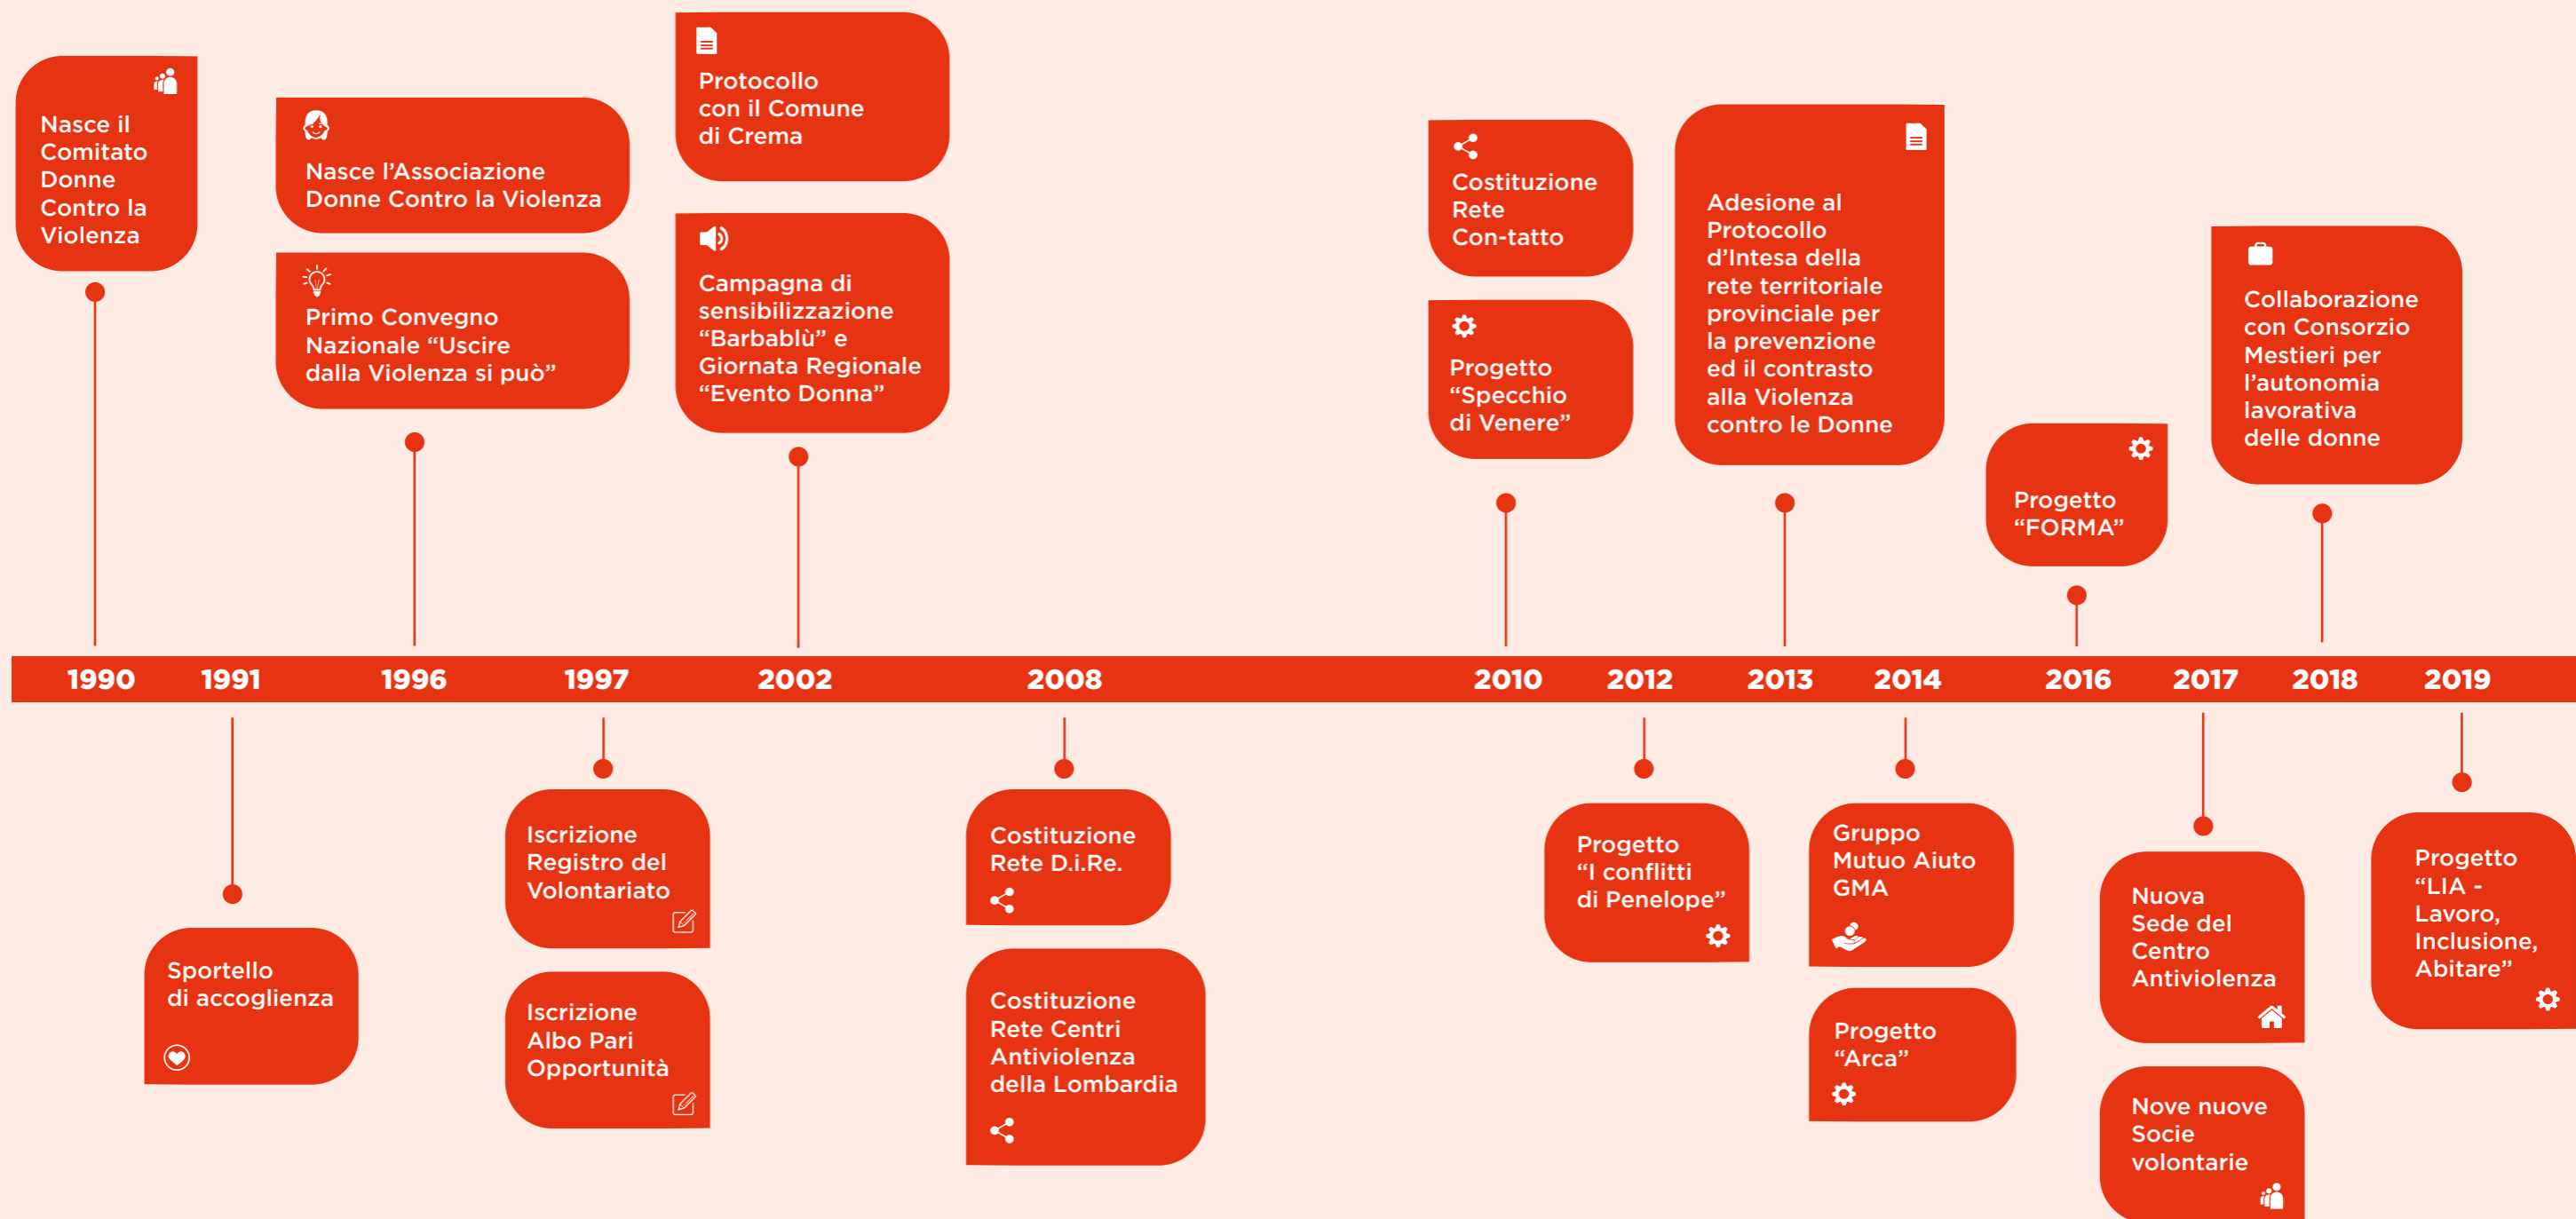 Nasce il
Comitato
Donne
Contro la
Violenza
Nasce l’Associazione
Donne Contro la Violenza
Primo Convegno
Nazionale “Uscire
dalla Violenza si può”
Protocollo
con il Comune
di Crema
Campagna di
sensibilizzazione
“Barbablù” e
Giornata Regionale
“Evento Donna”
Costituzione
Rete
Con-tatto
Progetto
“Specchio
di Venere”
Adesione al
Protocollo
d’Intesa della
rete territoriale
provinciale per
la prevenzione
ed il contrasto
alla Violenza
contro le Donne
Progetto
“FORMA”
Collaborazione
con Consorzio
Mestieri per
l’autonomia
lavorativa
delle donne
1990 1991 1996 1997 2002 2008 2010 2012 2013 2014 2016 2017 2018 2019
Sportello
di accoglienza
Iscrizione
Registro del
Volontariato
Iscrizione
Albo Pari
Opportunità
Costituzione
Rete D.i.Re.
Costituzione
Rete Centri
Antiviolenza
della Lombardia
Progetto
“I conflitti
di Penelope”
Gruppo
Mutuo Aiuto
GMA
Progetto
“Arca”
Nuova
Sede del
Centro
Antiviolenza
Nove nuove
Socie
volontarie
Progetto
“LIA -
Lavoro,
Inclusione,
Abitare”